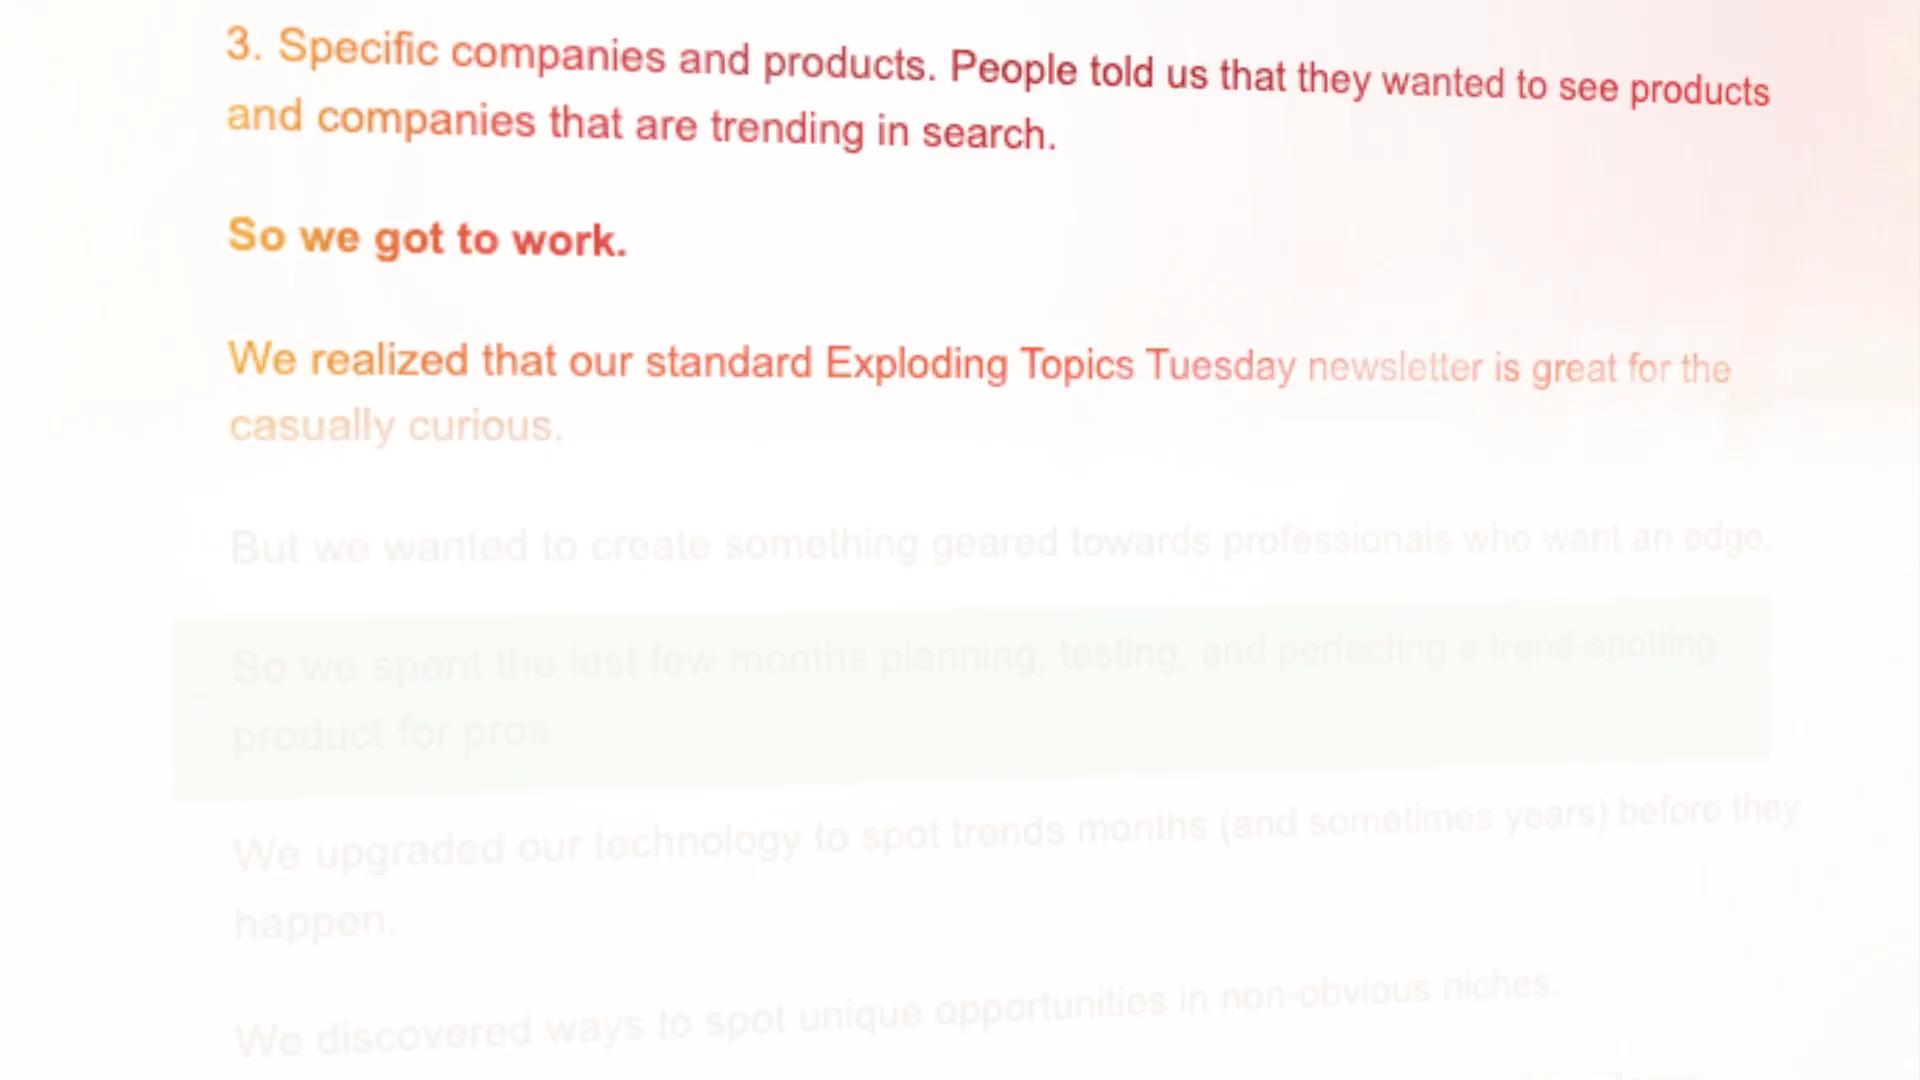 3. Specific companies and products. People told us that they wanted to see products
and companies that are trending in search.
So we got to work.
We realized that our standard Exploding Topics Tuesday newsletter is great for the
casually curious.
But we wanted to create something geared towards professionals who want an edge.
So we spent the last few months planning, testing, and perfecting a trend-spotting
product for pros.
We upgraded our technology to spot trends months (and sometimes years) before they
happen.
We discovered ways to spot unique opportunities in non-obvious niches.